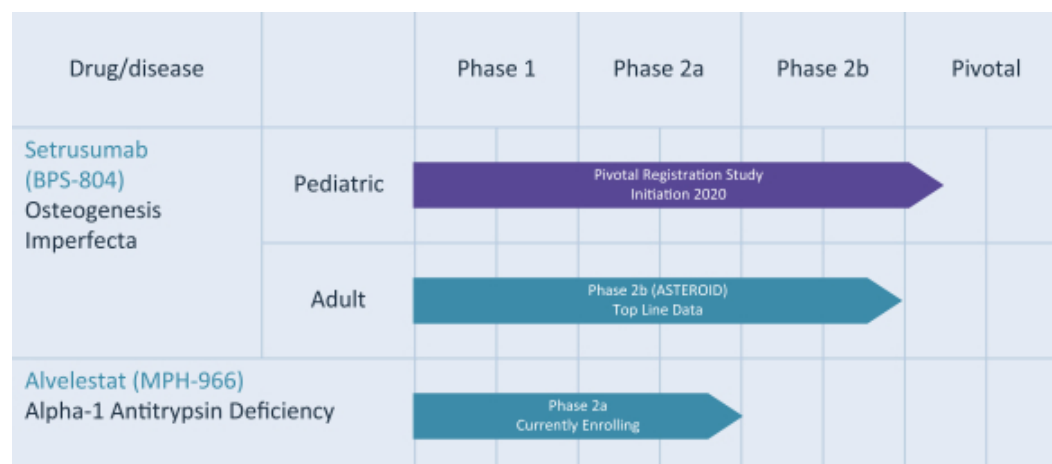 Drug/disease
Phase 1
Phase 2a
Phase 2b
Pivotal
Setrusumab
(BPS-804)
Osteogenesis
Imperfecta
Pediatric
Pivotal Registration Study
Initiation 2020
Adult
Phase 2b (ASTEROID)
Top Line Data
Alvelestat (MPH-966)
Alpha-1 Antitrypsin Deficiency
Phase 2a
Currently Enrolling